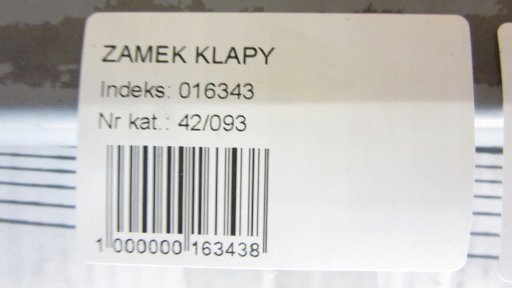 ZAMEK KLAPY
Indeks: 016343
Nr kat.: 42/093
1 000000 163438